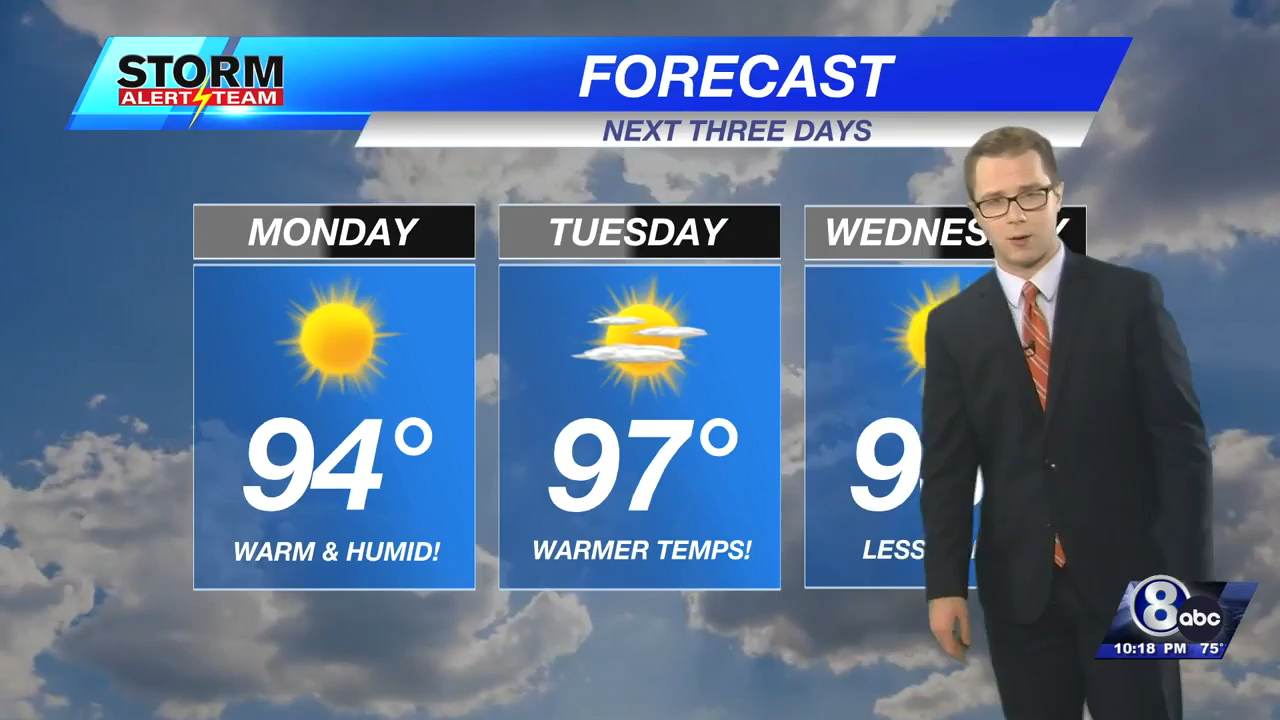 STORM
ALERT TEAM
FORECAST
NEXT THREE DAYS
MONDAY
94°
WARM & HUMID!
TUESDAY
97°
WARMER TEMPS!
LESS
8 abc
10:18 PM 75°